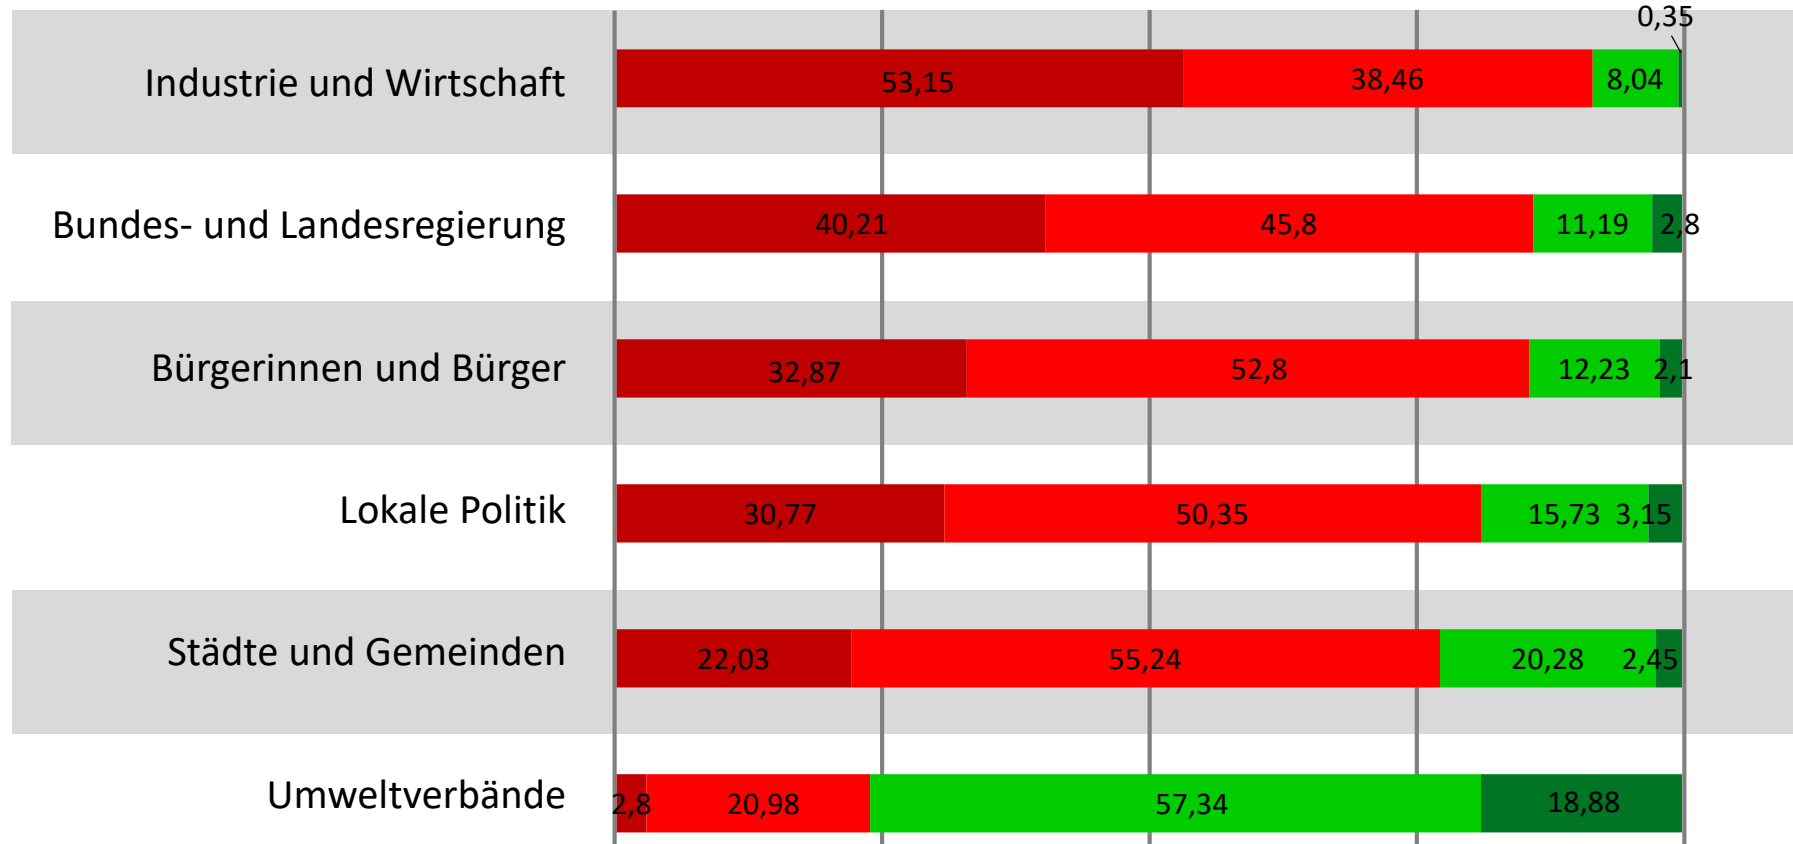 0,35
Industrie und Wirtschaft 53,15 38,46 8,04
Bundes- und Landesregierung 40,21 45,8 11,19 2,8
Bürgerinnen und Bürger 32,87 52,8 12,23 2,1
Lokale Politik 30,77 50,35 15,73 3,15
Städte und Gemeinden 22,03 55,24 20,28 2,45
Umweltverbände 2,8 20,98 57,34 18,88